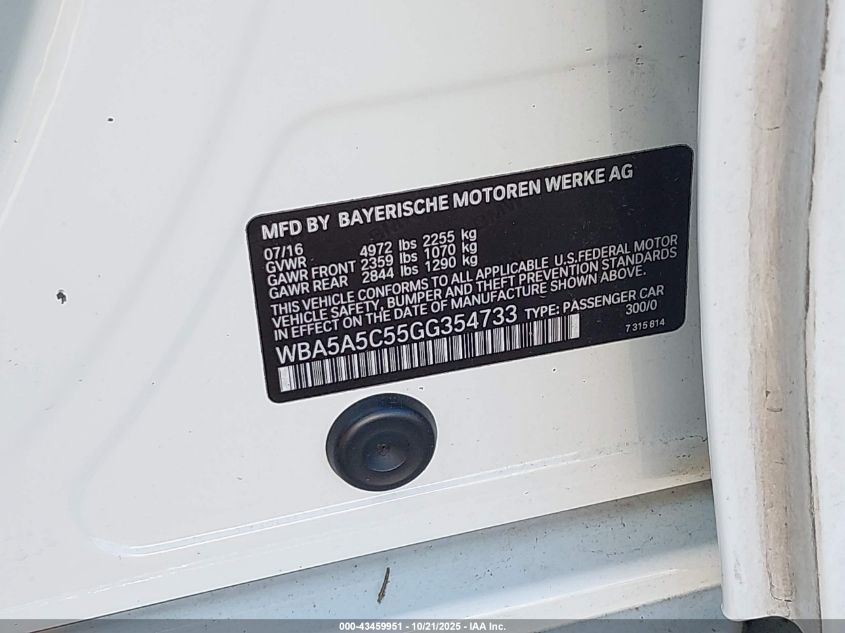 MFD BY BAYERISCHE MOTOREN WERKE AG
07/16
GVWR 4972 lbs 2255 kg
GAWR FRONT 2359 lbs 1070 kg
GAWR REAR 2844 lbs 1290 kg
THIS VEHICLE CONFORMS TO ALL APPLICABLE U.S.FEDERAL MOTOR
VEHICLE SAFETY, BUMPER AND THEFT PREVENTION STANDARDS
IN EFFECT ON THE DATE OF MANUFACTURE SHOWN ABOVE.
WBA5A5C55GG354733 TYPE: PASSENGER CAR
300/0
7 315 814
000-43459951 - 10/21/2025 - IAA Inc.